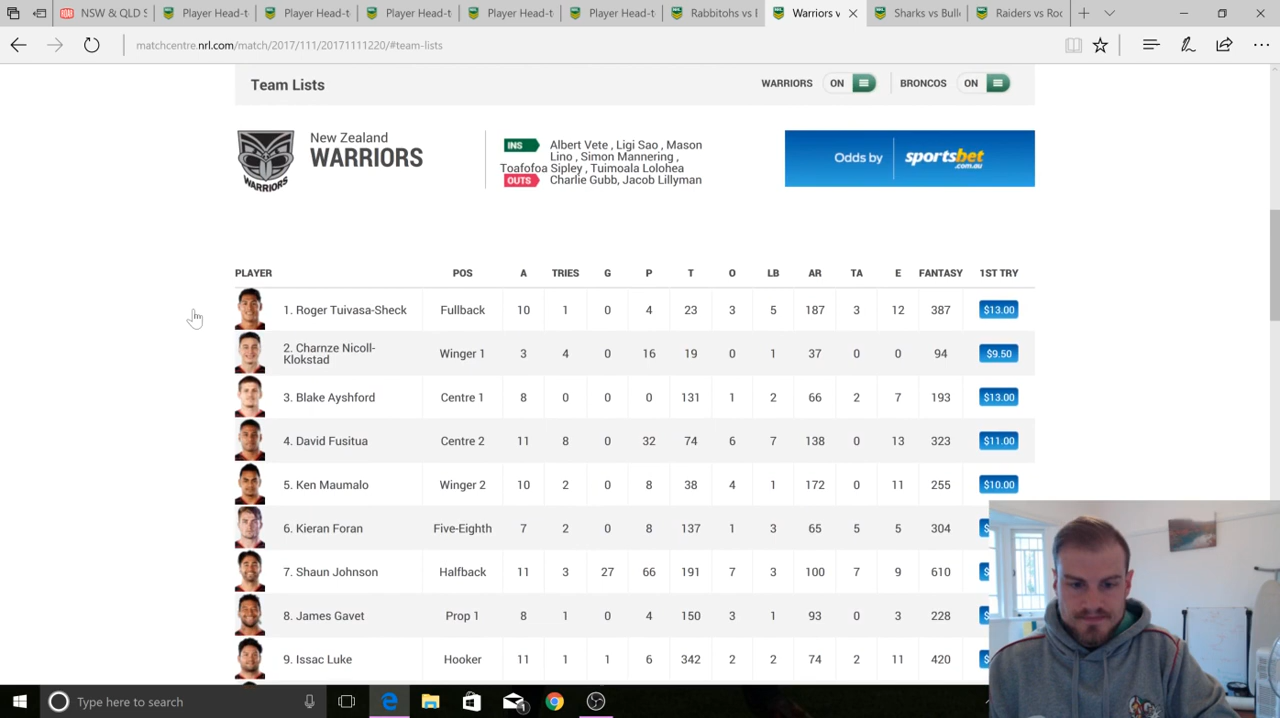 NSW & QLD S
Player Head-t
Player Head-t
Rabbitohs vs I
Warriors v
Sharks vs Bull
Raiders vs Ro
matchcentre.nrl.com/match/2017/111/20171111220/#team-lists
Team Lists
WARRIORS ON
BRONCOS ON
New Zealand
WARRIORS
WARRIORS
INS Albert Vete , Ligi Sao , Mason
Lino , Simon Mannering ,
Toafofoa Sipley , Tuimoala Lolohea
OUTS Charlie Gubb, Jacob Lillyman
Odds by sportsbet.com.au
PLAYER POS A TRIES G P T O LB AR TA E FANTASY 1ST TRY
1. Roger Tuivasa-Sheck Fullback 10 1 0 4 23 3 5 187 3 12 387 $13.00
2. Charnze Nicoll-
Klokstad Winger 1 3 4 0 16 19 0 1 37 0 0 94 $9.50
3. Blake Ayshford Centre 1 8 0 0 0 131 1 2 66 2 7 193 $13.00
4. David Fusitua Centre 2 11 8 0 32 74 6 7 138 0 13 323 $11.00
5. Ken Maumalo Winger 2 10 2 0 8 38 4 1 172 0 11 255 $10.00
6. Kieran Foran Five-Eighth 7 2 0 8 137 1 3 65 5 5 304
7. Shaun Johnson Halfback 11 3 27 66 191 7 3 100 7 9 610
8. James Gavet Prop 1 8 1 0 4 150 3 1 93 0 3 228
9. Issac Luke Hooker 11 1 1 6 342 2 2 74 2 11 420
Type here to search